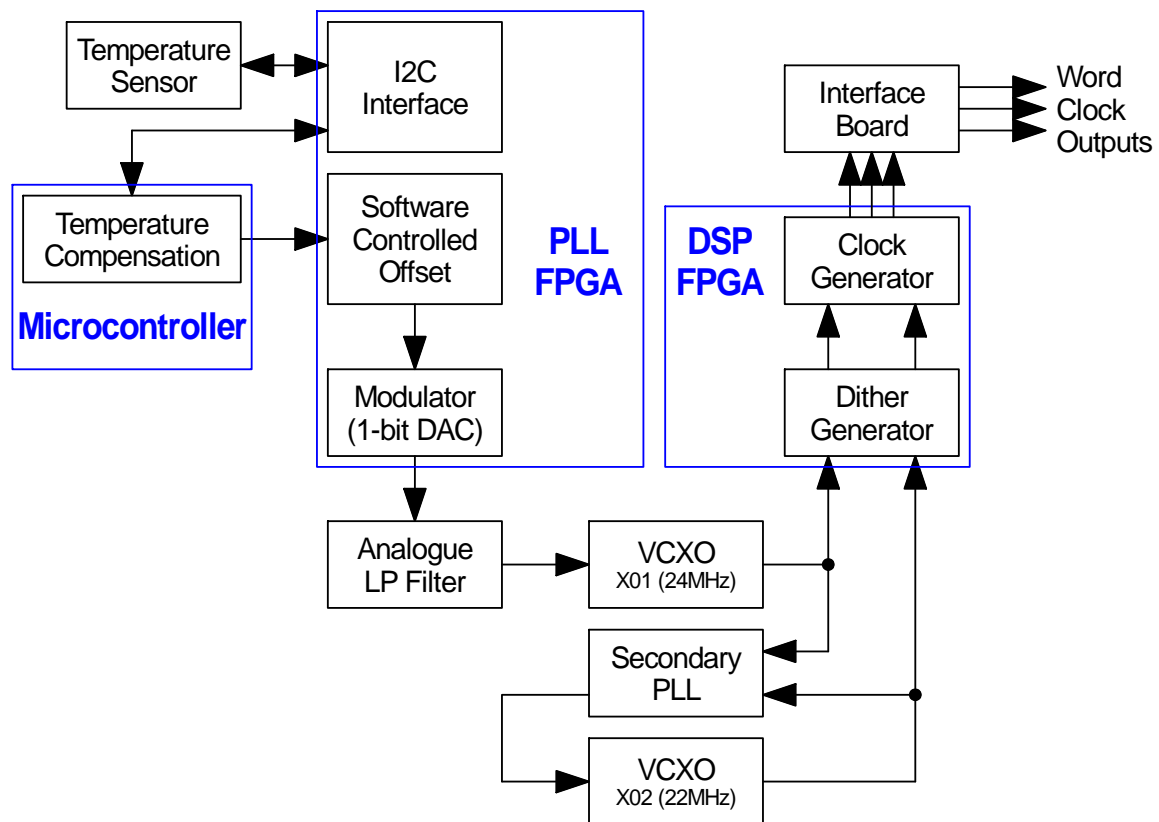 Temperature
Sensor
I2C
Interface
Interface
Board
Word
Clock
Outputs
Temperature
Compensation
Microcontroller
Software
Controlled
Offset
PLL
FPGA
DSP
FPGA
Clock
Generator
Modulator
(1-bit DAC)
Dither
Generator
Analogue
LP Filter
VCXO
X01 (24MHz)
Secondary
PLL
VCXO
X02 (22MHz)